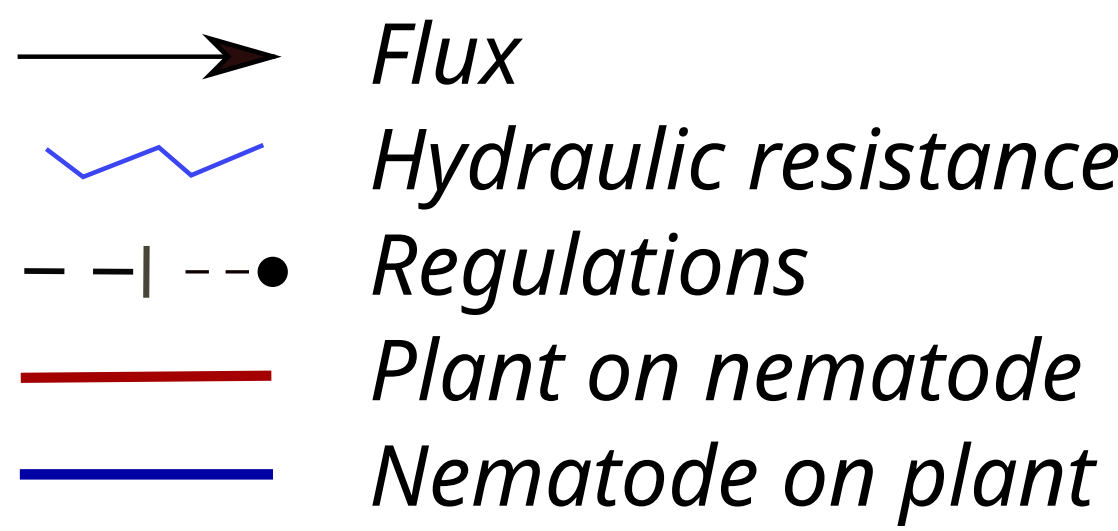 Flux
Hydraulic resistance
Regulations
Plant on nematode
Nematode on plant